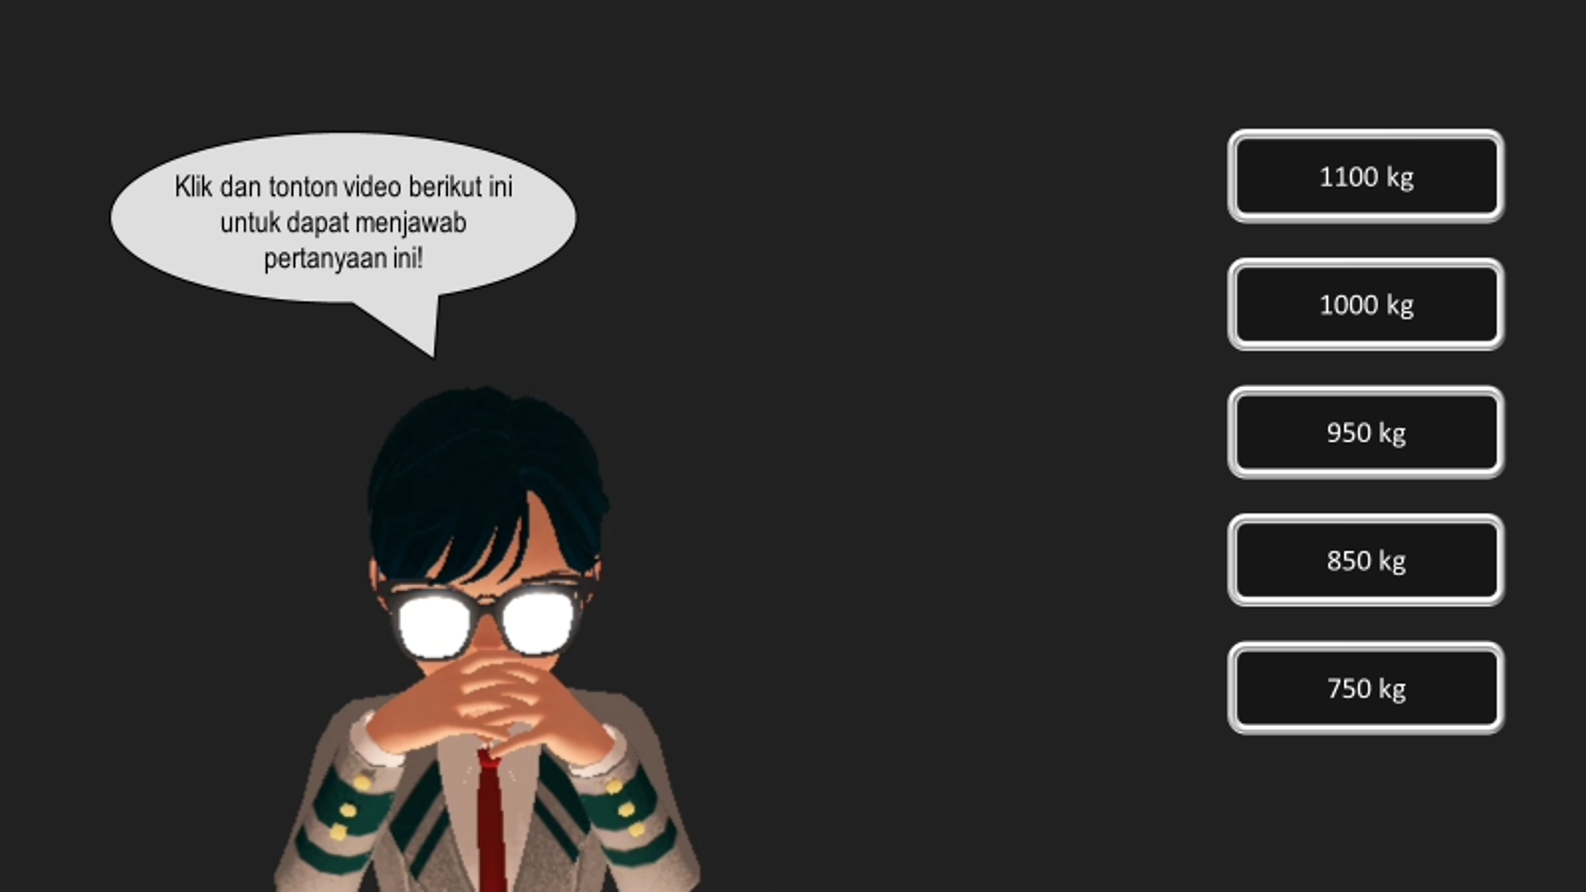 Klik dan tonton video berikut ini
untuk dapat menjawab
pertanyaan ini!
1100 kg
1000 kg
950 kg
850 kg
750 kg